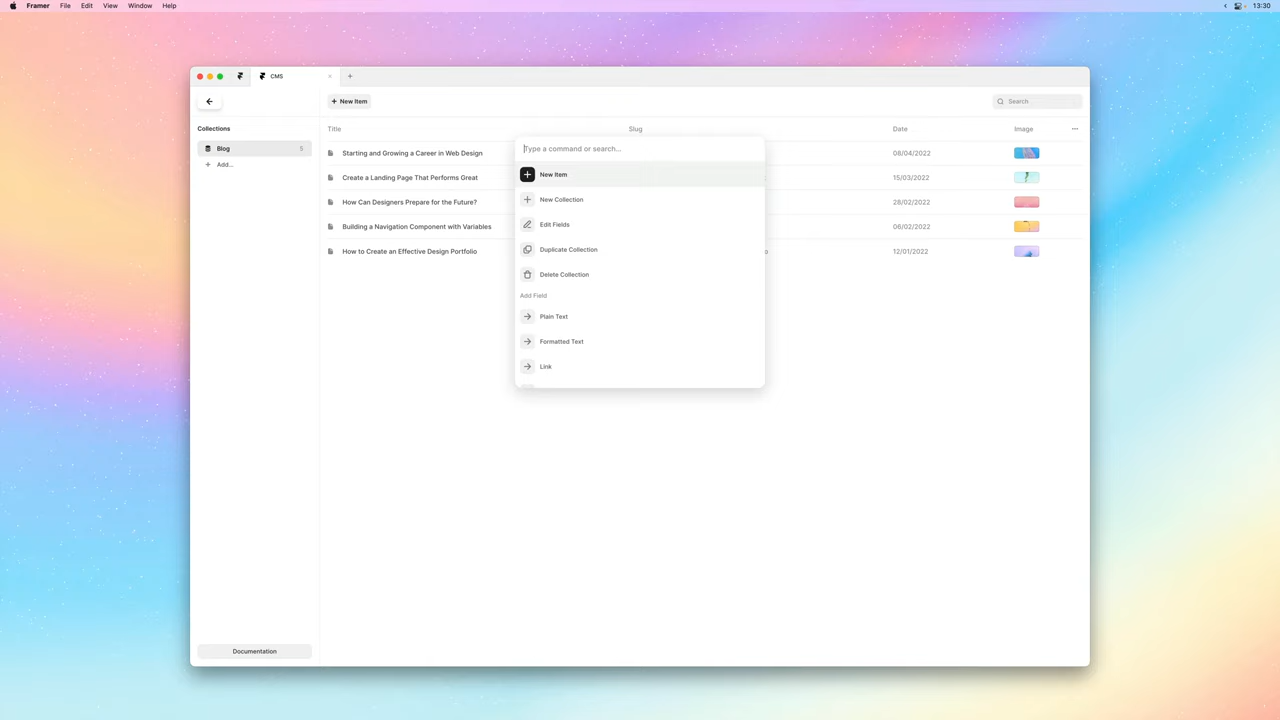 Framer File Edit View Window Help 13:30
CMS
New Item
Search
Collections
Title Slug Date Image
Blog 5
Add...
Type a command or search...
Starting and Growing a Career in Web Design 08/04/2022
New Item
Create a Landing Page That Performs Great 15/03/2022
New Collection
How Can Designers Prepare for the Future? 28/02/2022
Edit Fields
Building a Navigation Component with Variables 06/02/2022
Duplicate Collection
How to Create an Effective Design Portfolio 12/01/2022
Delete Collection
Add Field
Plain Text
Formatted Text
Link
Documentation